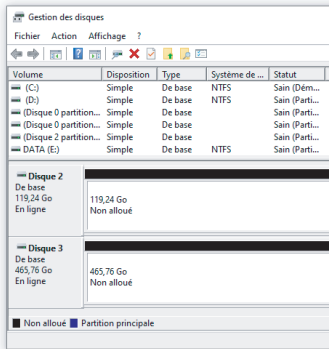 Gestion des disques
Fichier Action Affichage ?
Volume Disposition Type Système de ... Statut
(C:) Simple De base NTFS Sain (Dém...
(D:) Simple De base NTFS Sain (Parti...
(Disque 0 partition... Simple De base Sain (Parti...
(Disque 0 partition... Simple De base Sain (Parti...
(Disque 2 partition... Simple De base Sain (Parti...
DATA (E:) Simple De base NTFS Sain (Parti...
Disque 2
De base
119,24 Go
En ligne
119,24 Go
Non alloué
Disque 3
De base
465,76 Go
En ligne
465,76 Go
Non alloué
Non alloué Partition principale